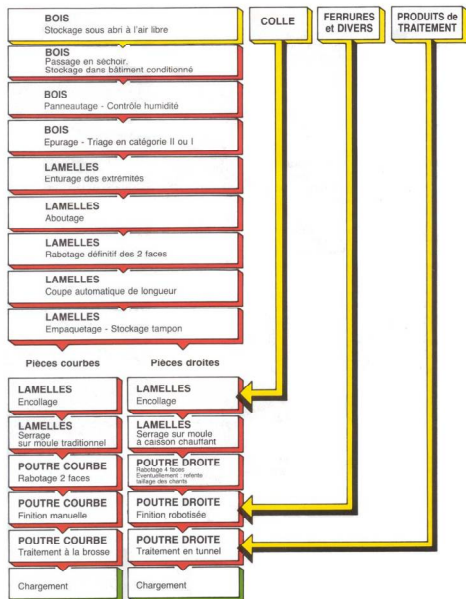 BOIS
Stockage sous abri à l'air libre
COLLE
FERRURES
et DIVERS
PRODUITS de
TRAITEMENT
BOIS
Passage en séchoir.
Stockage dans bâtiment conditionné
BOIS
Panneautage - Contrôle humidité
BOIS
Epurage - Triage en catégorie II ou I
LAMELLES
Enturage des extrémités
LAMELLES
Aboutage
LAMELLES
Rabotage définitif des 2 faces
LAMELLES
Coupe automatique de longueur
LAMELLES
Empaquetage - Stockage tampon
Pièces courbes
Pièces droites
LAMELLES
Encollage
LAMELLES
Encollage
LAMELLES
Serrage
sur moule traditionnel
LAMELLES
Serrage sur moule
a caisson chauffant
POUTRE COURBE
Rabotage 2 faces
POUTRE DROITE
Rabotage 4 faces
Eventuellement : refente
taillage des chants
POUTRE COURBE
Finition manuelle
POUTRE DROITE
Finition robotisée
POUTRE COURBE
Traitement à la brosse
POUTRE DROITE
Traitement en tunnel
Chargement
Chargement